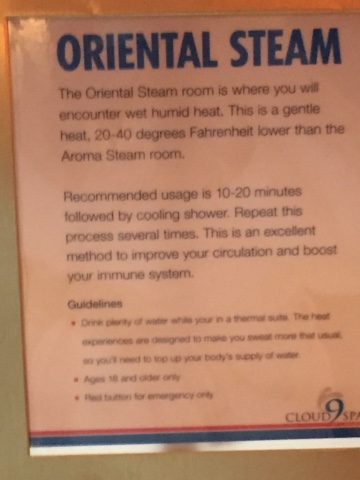 ORIENTAL STEAM
The Oriental Steam room is where you will
encounter wet humid heat. This is a gentle
heat, 20-40 degrees Fahrenheit lower than the
Aroma Steam room.
Recommended usage is 10-20 minutes
followed by cooling shower. Repeat this
process several times. This is an excellent
method to improve your circulation and boost
your immune system.
Guidelines
• Drink plenty of water while your in a thermal suite. The heat
experiences are designed to make you sweat more that usual,
so you'll need to top up your body's supply of water
• Ages 18 and older only
• Red button for emergency only
CLOUD 9 SPA